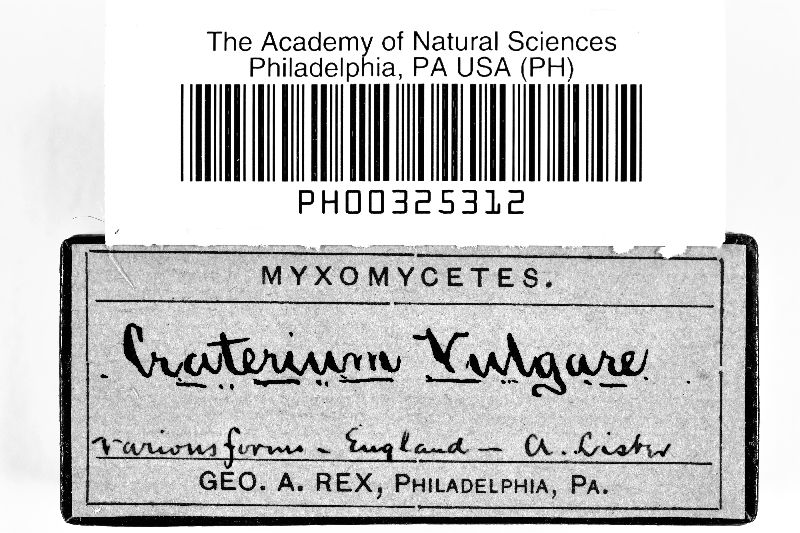 The Academy of Natural Sciences
Philadelphia, PA USA (PH)
PH00325312
MYXOMYCETES.
Craterium Vulgare
various forms - England - A. Lister
GEO. A. REX, PHILADELPHIA, PA.